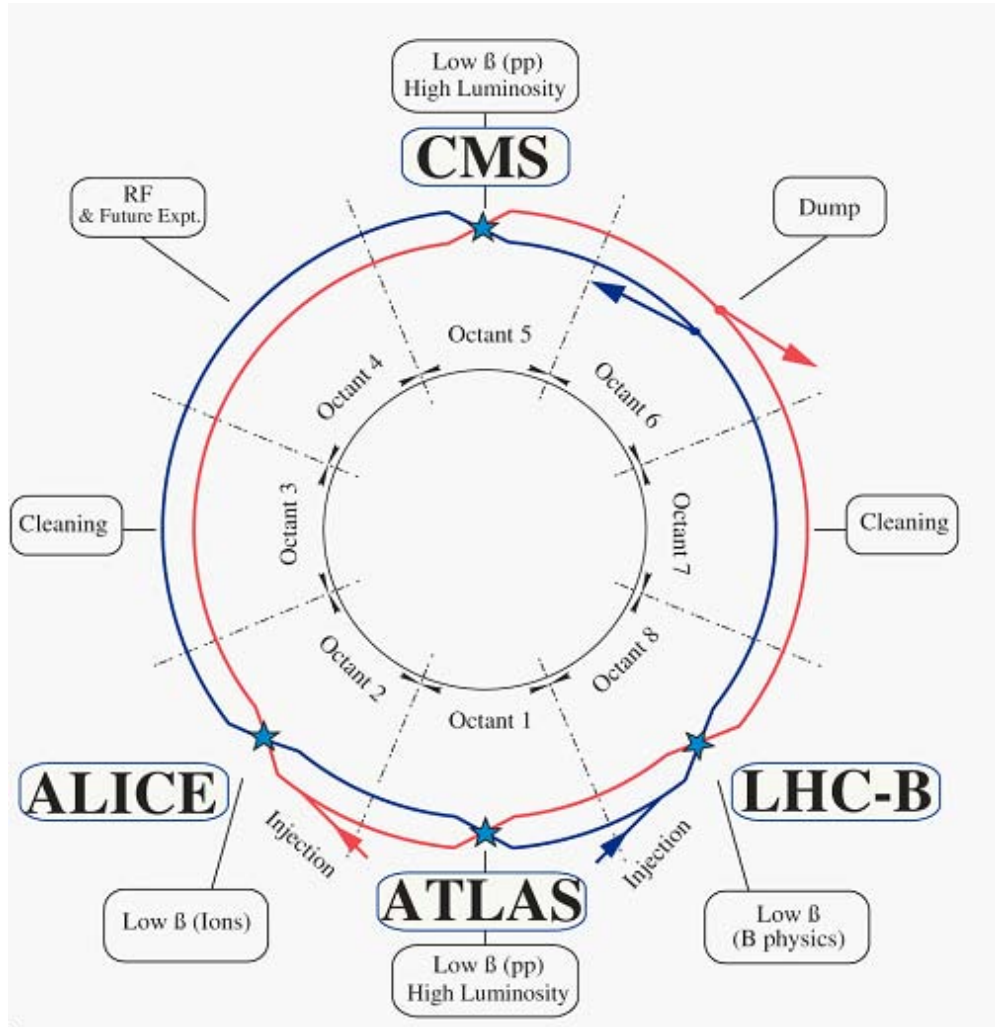 Low ß (pp)
High Luminosity
CMS
RF
& Future Expt.
Dump
Octant 5
Octant 4
Octant 6
Cleaning
Octant 3
Octant 7
Cleaning
Octant 2
Octant 8
Octant 1
ALICE
LHC-B
Injection
Injection
ATLAS
Low ß (Ions)
Low ß
(B physics)
Low ß (pp)
High Luminosity